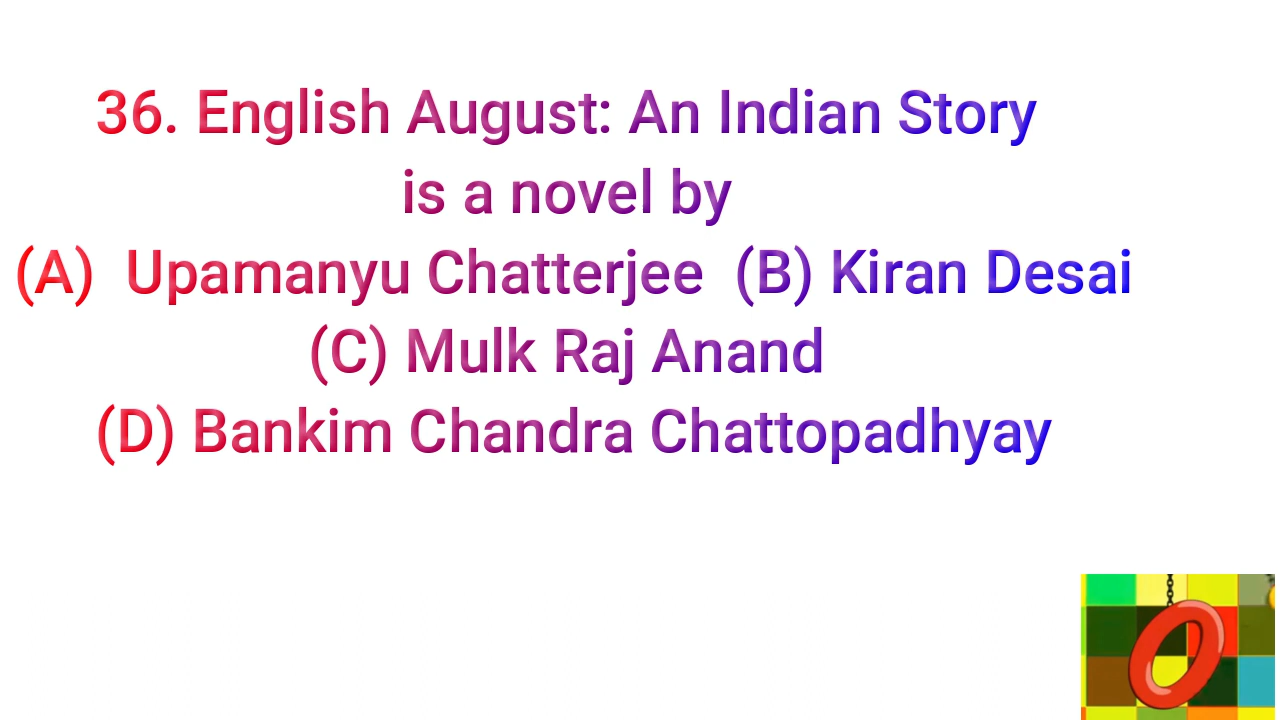 36. English August: An Indian Story
is a novel by
(A)  Upamanyu Chatterjee  (B) Kiran Desai
(C) Mulk Raj Anand
(D) Bankim Chandra Chattopadhyay